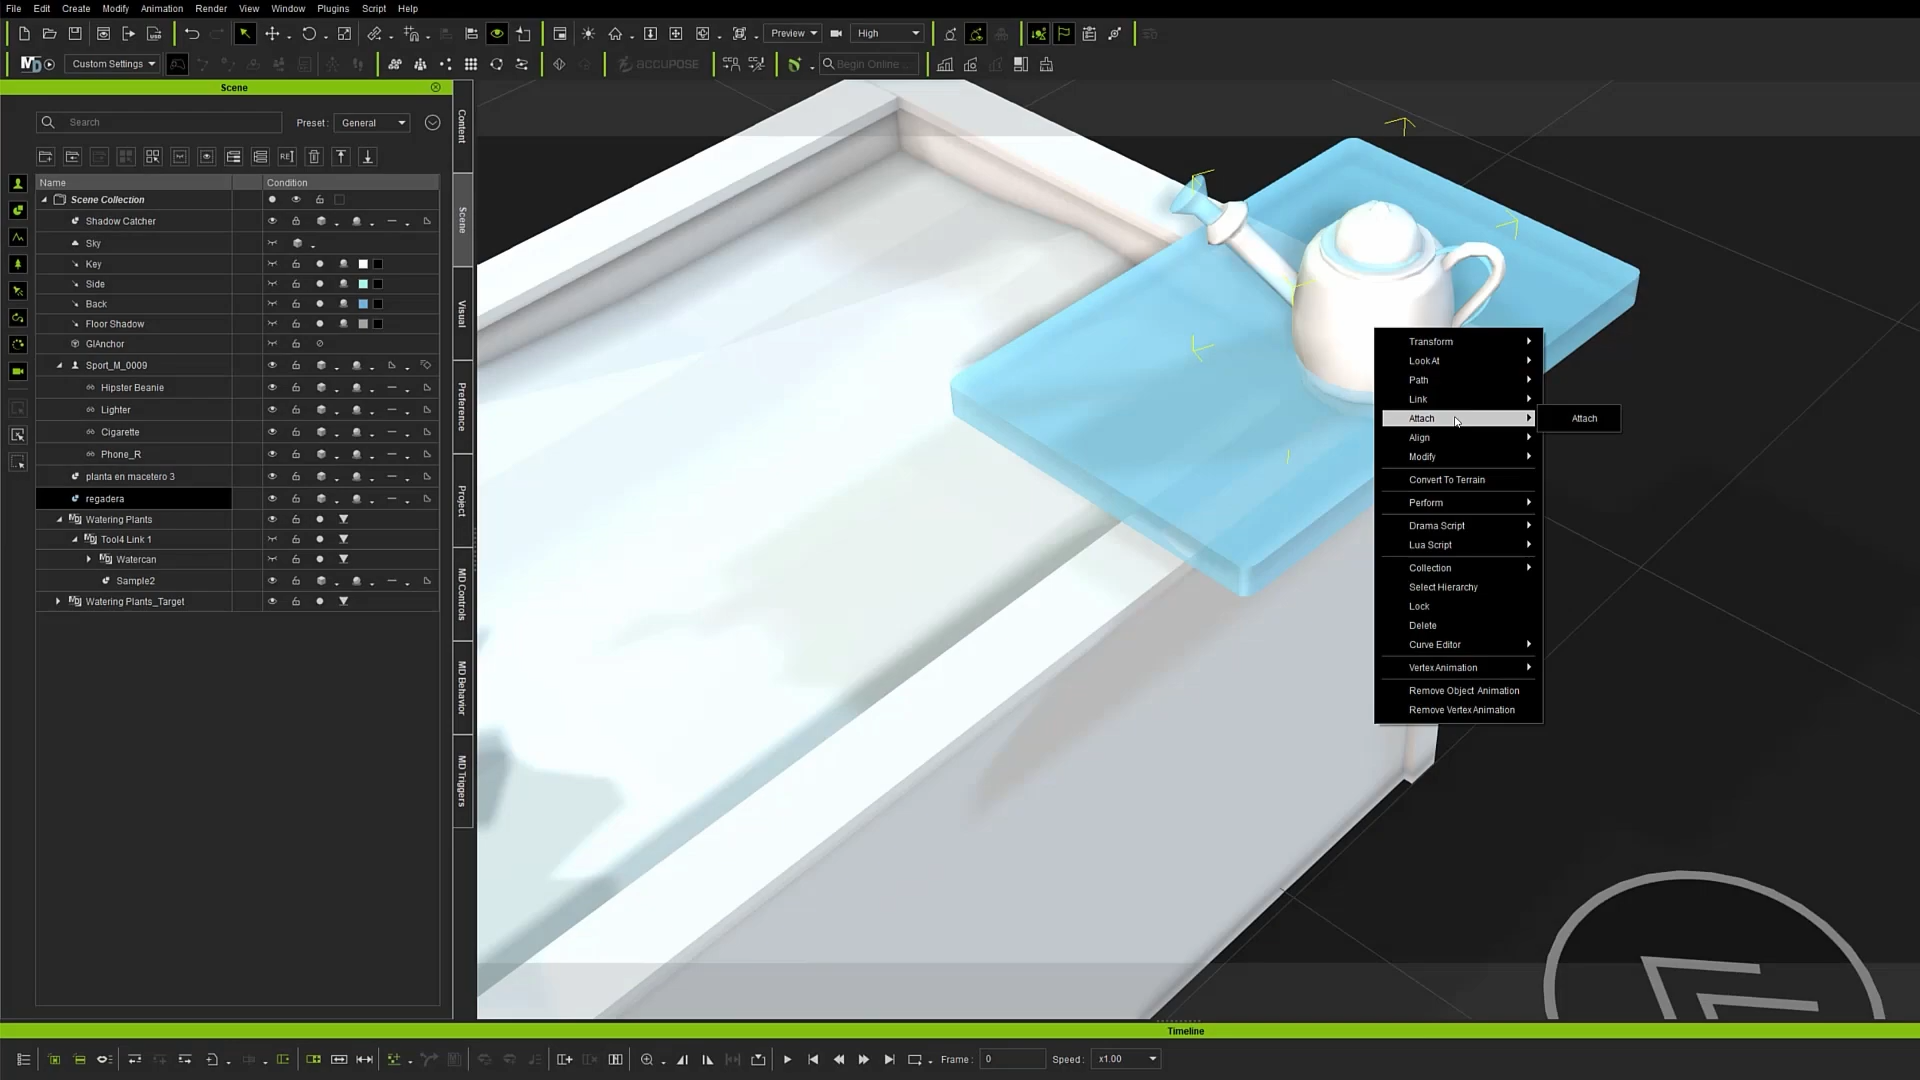 File Edit Create Modify Animation Render View Window Plugins Script Help
Preview High
Custom Settings ACCUPOSE Begin Online ...
Scene
Search Preset : General
Name Condition
Scene Collection
Shadow Catcher
Sky
Key
Side
Back
Floor Shadow
GIAnchor
Sport_M_0009
Hipster Beanie
Lighter
Cigarette
Phone_R
planta en macetero 3
regadera
Watering Plants
Tool4 Link 1
Watercan
Sample2
Watering Plants_Target
Content
Scene
Visual
Preference
Project
MD Controls
MD Behavior
MD Triggers
Transform
Look At
Path
Link
Attach Attach
Align
Modify
Convert To Terrain
Perform
Drama Script
Lua Script
Collection
Select Hierarchy
Lock
Delete
Curve Editor
Vertex Animation
Remove Object Animation
Remove Vertex Animation
Timeline
Frame : 0 Speed : x1.00